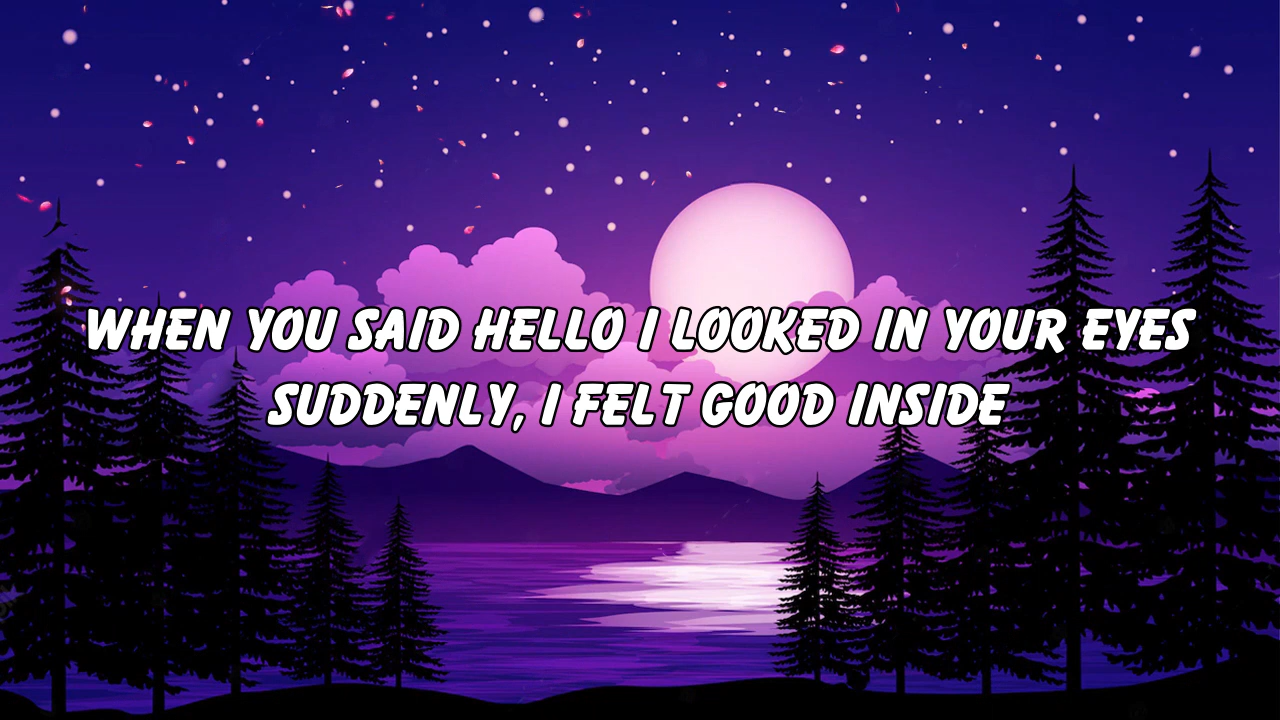 WHEN YOU SAID HELLO I LOOKED IN YOUR EYES
SUDDENLY, I FELT GOOD INSIDE